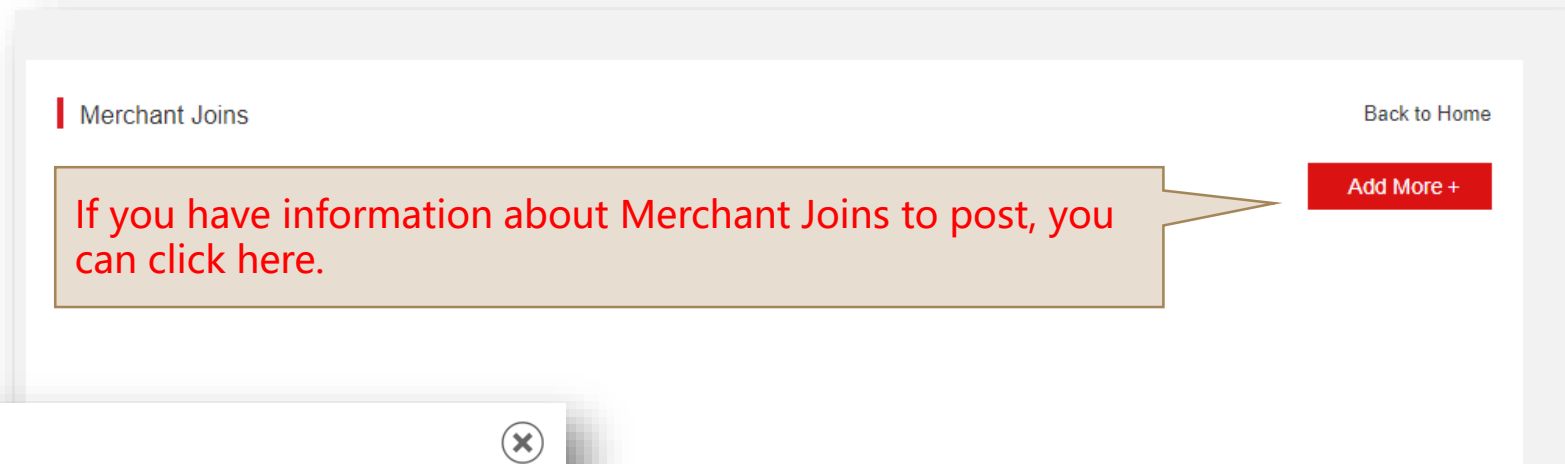 Merchant Joins
Back to Home
Add More +
If you have information about Merchant Joins to post, you
can click here.